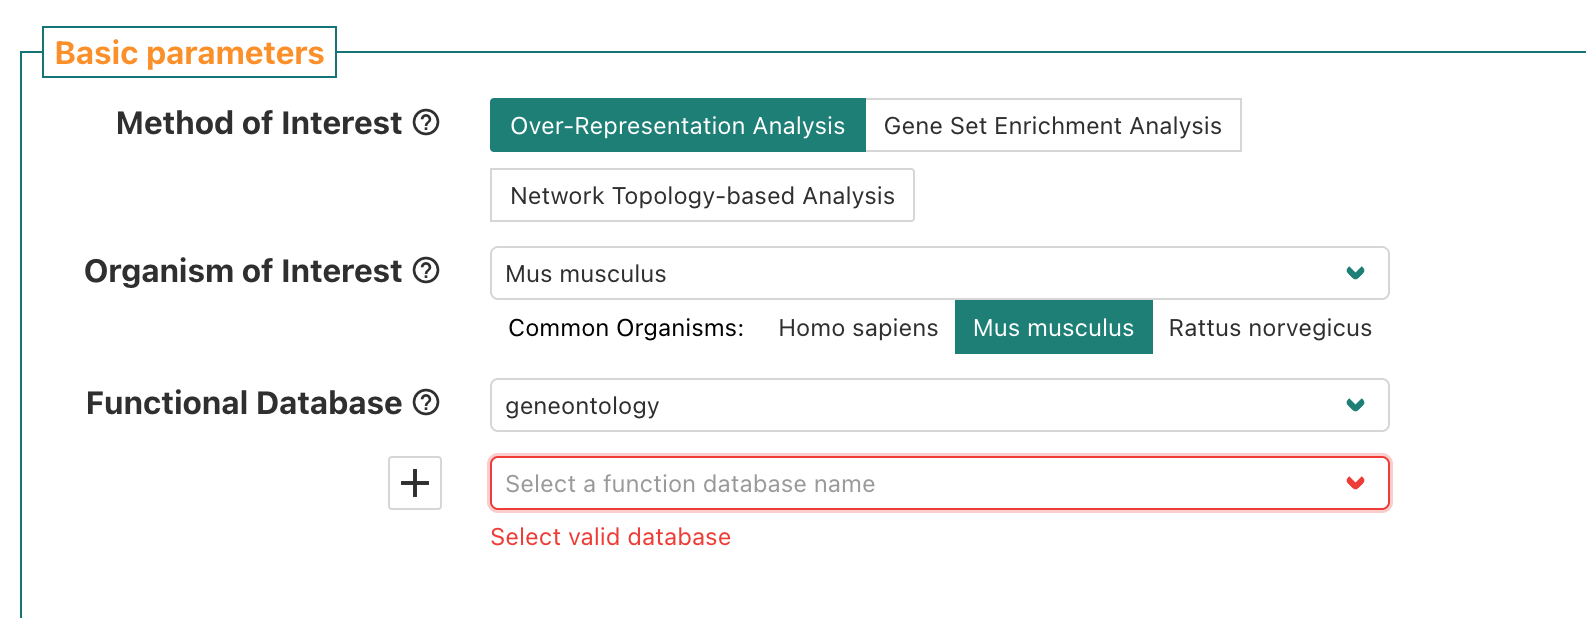 Basic parameters
Method of Interest
Over-Representation Analysis
Gene Set Enrichment Analysis
Network Topology-based Analysis
Organism of Interest
Mus musculus
Common Organisms: Homo sapiens Mus musculus Rattus norvegicus
Functional Database
geneontology
Select a function database name
Select valid database